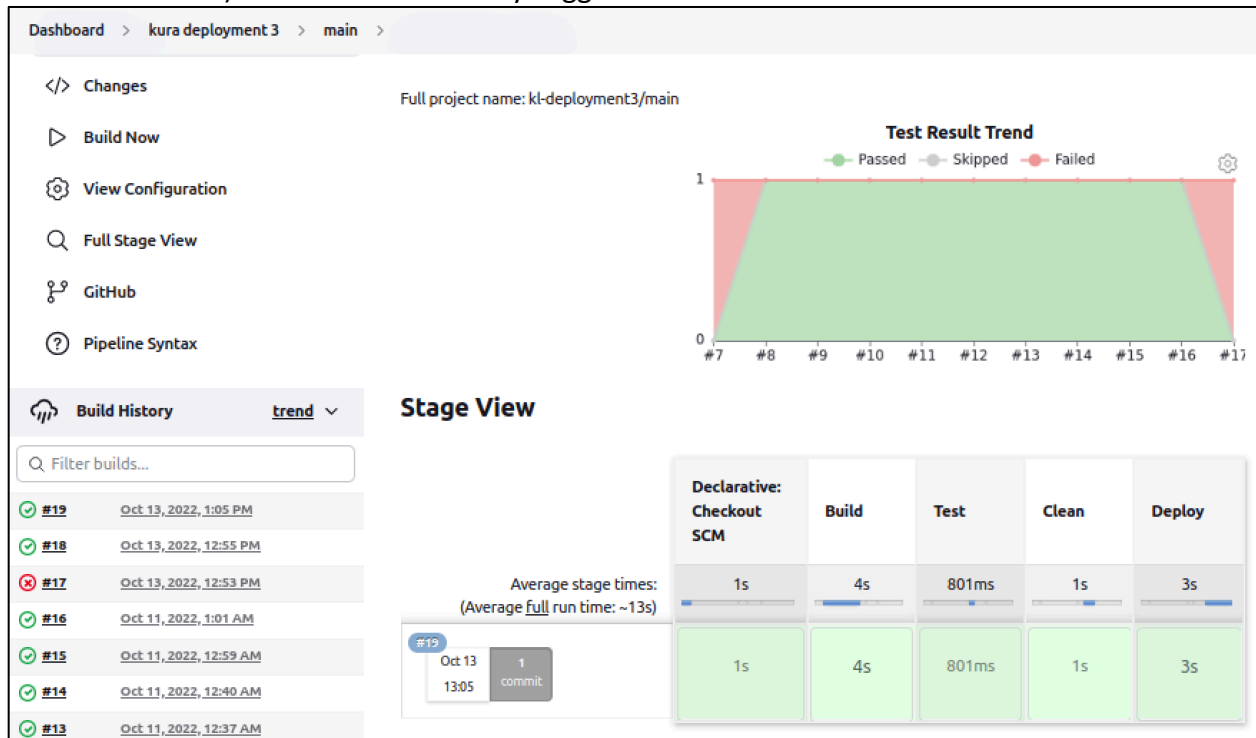 Dashboard > kura deployment 3 > main >
</> Changes
Build Now
View Configuration
Full Stage View
GitHub
Pipeline Syntax
Build History trend
Filter builds...
#19 Oct 13, 2022, 1:05 PM
#18 Oct 13, 2022, 12:55 PM
#17 Oct 13, 2022, 12:53 PM
#16 Oct 11, 2022, 1:01 AM
#15 Oct 11, 2022, 12:59 AM
#14 Oct 11, 2022, 12:40 AM
#13 Oct 11, 2022, 12:37 AM
Full project name: kl-deployment3/main
Test Result Trend
Passed Skipped Failed
1
0
#7 #8 #9 #10 #11 #12 #13 #14 #15 #16 #17
Stage View
Declarative:
Checkout
SCM
Build
Test
Clean
Deploy
Average stage times:
(Average full run time: ~13s)
1s 4s 801ms 1s 3s
#19
Oct 13
13:05
1
commit
1s 4s 801ms 1s 3s